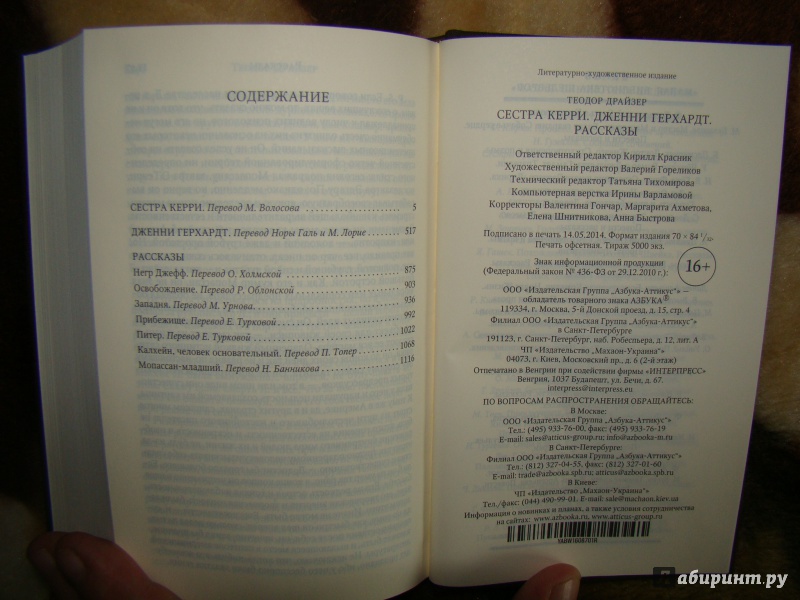 СОДЕРЖАНИЕ
СЕСТРА КЕРРИ. Перевод М. Волосова 5
ДЖЕННИ ГЕРХАРДТ. Перевод Норы Галь и М. Лорие 517
РАССКАЗЫ
Негр Джефф. Перевод О. Холмской 875
Освобождение. Перевод Р. Облонской 903
Западня. Перевод М. Урнова 936
Прибежище. Перевод Е. Турковой 992
Питер. Перевод Е. Турковой 1022
Калхейн, человек основательный. Перевод П. Топер 1068
Мопассан-младший. Перевод Н. Банникова 1116
Литературно-художественное издание
ТЕОДОР ДРАЙЗЕР
СЕСТРА КЕРРИ. ДЖЕННИ ГЕРХАРДТ.
РАССКАЗЫ
Ответственный редактор Кирилл Красник
Художественный редактор Валерий Гореликов
Технический редактор Татьяна Тихомирова
Компьютерная верстка Ирины Варламовой
Корректоры Валентина Гончар, Маргарита Ахметова,
Елена Шнитникова, Анна Быстрова
Подписано в печать 14.05.2014. Формат издания 70 × 84 1/
Печать офсетная. Тираж 5000 экз.
Знак информационной продукции
(Федеральный закон № 436-ФЗ от 29.12.2010 г.):
16+
ООО «Издательская Группа „Азбука-Аттикус“» —
обладатель товарного знака АЗБУКА®
119334, г. Москва, 5-й Донской проезд, д. 15, стр. 4
Филиал ООО «Издательская Группа „Азбука-Аттикус“»
в Санкт-Петербурге
191123, г. Санкт-Петербург, наб. Робеспьера, д. 12, лит. А
ЧП «Издательство „Махаон-Украина“»
04073, г. Киев, Московский пр., д. 6 (2-й этаж)
Отпечатано в Венгрии при содействии фирмы «ИНТЕРПРЕСС»
Венгрия, 1037 Будапешт, ул. Бечи, д. 67.
interpress@interpress.eu
ПО ВОПРОСАМ РАСПРОСТРАНЕНИЯ ОБРАЩАЙТЕСЬ:
В Москве:
ООО «Издательская Группа „Азбука-Аттикус“»
Тел.: (495) 933-76-00, факс: (495) 933-76-19
E-mail: sales@atticus-group.ru; info@azbooka-m.ru
В Санкт-Петербурге:
Филиал ООО «Издательская Группа „Азбука-Аттикус“»
Тел.: (812) 327-04-55, факс: (812) 327-01-60
E-mail: trade@azbooka.spb.ru; atticus@azbooka.spb.ru
В Киеве:
ЧП «Издательство „Махаон-Украина“»
Тел./факс: (044) 490-99-01. E-mail: sale@machaon.kiev.ua
Информация о новинках и планах, а также условия сотрудничества
на сайтах: www.azbooka.ru, www.atticus-group.ru
абиринт.ру